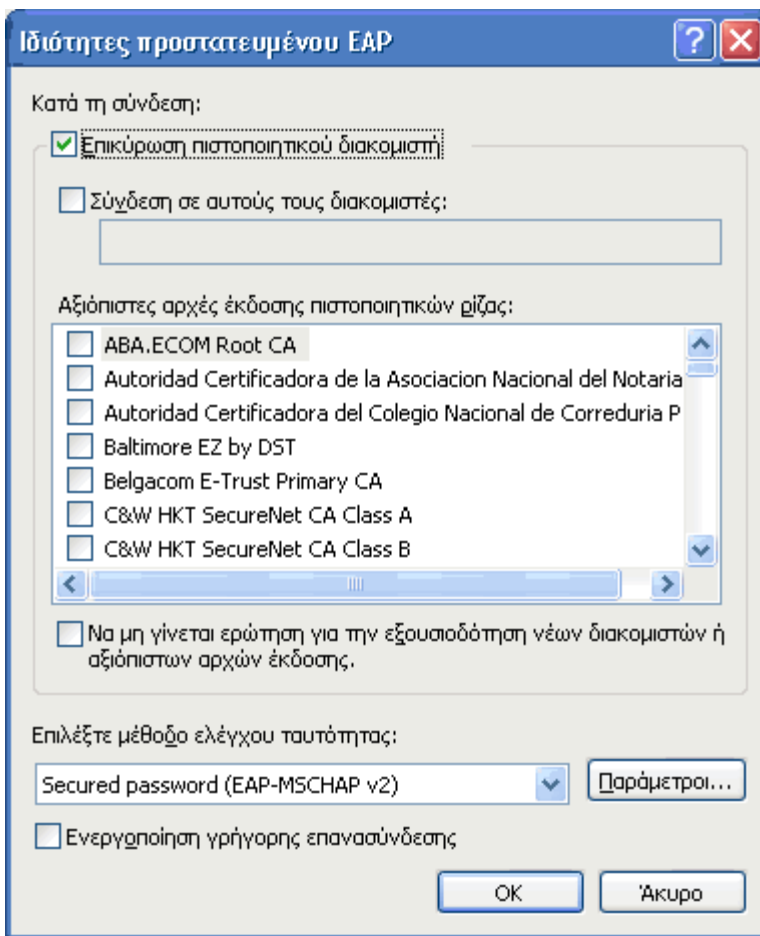 Ιδιότητες προστατευμένου EAP
Κατά τη σύνδεση:
Επικύρωση πιστοποιητικού διακομιστή
Σύνδεση σε αυτούς τους διακομιστές:
Αξιόπιστες αρχές έκδοσης πιστοποιητικών ρίζας:
ABA.ECOM Root CA
Autoridad Certificadora de la Asociacion Nacional del Notaria
Autoridad Certificadora del Colegio Nacional de Correduria P
Baltimore EZ by DST
Belgacom E-Trust Primary CA
C&W HKT SecureNet CA Class A
C&W HKT SecureNet CA Class B
Να μη γίνεται ερώτηση για την εξουσιοδότηση νέων διακομιστών ή
αξιόπιστων αρχών έκδοσης.
Επιλέξτε μέθοδο ελέγχου ταυτότητας:
Secured password (EAP-MSCHAP v2)
Παράμετροι...
Ενεργοποίηση γρήγορης επανασύνδεσης
OK
Άκυρο